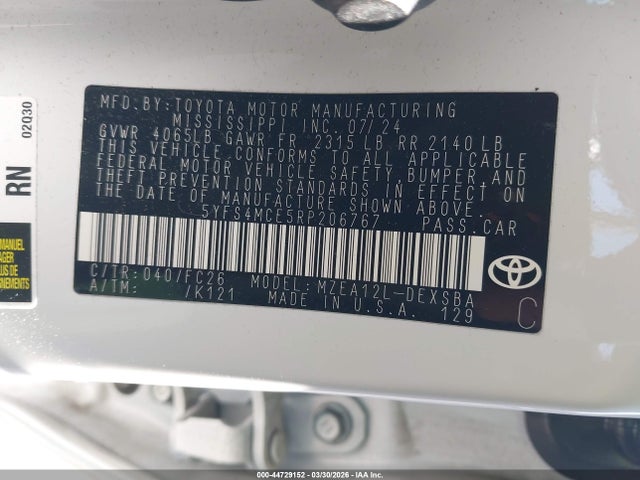 MFD.BY:TOYOTA MOTOR MANUFACTURING
MISSISSIPPI, INC.07/24
GVWR 4065LB GAWR FR 2315 LB RR 2140 LB
THIS VEHICLE CONFORMS TO ALL APPLICABLE
FEDERAL MOTOR VEHICLE SAFETY, BUMPER AND
THEFT PREVENTION STANDARDS IN EFFECT ON
THE DATE OF MANUFACTURE SHOWN ABOVE.
5YFS4MCE5RP206767 PASS.CAR
C/TR:040/FC26 MODEL:MZEA12L-DEXSBA
A/TM: /K121 MADE IN U.S.A. 129
C
RN 02Q30
MANUEL
000-44729152 - 03/30/2026 - IAAI, Inc.